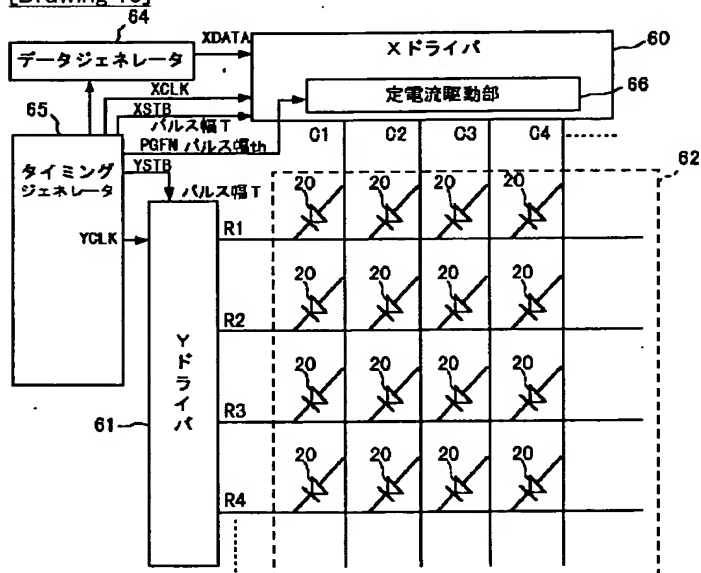 [Drawing 16]
64
データジェネレータ
XDATA
Xドライバ
60
定電流駆動部
66
65
XCLK
XSTB
パルス幅T
PGFN パルス幅th
YSTB
パルス幅T
タイミング
ジェネレータ
YCLK
C1 C2 C3 C4
62
Yドライバ
61
R1
20 20 20 20
R2
20 20 20 20
R3
20 20 20 20
R4
20 20 20 20